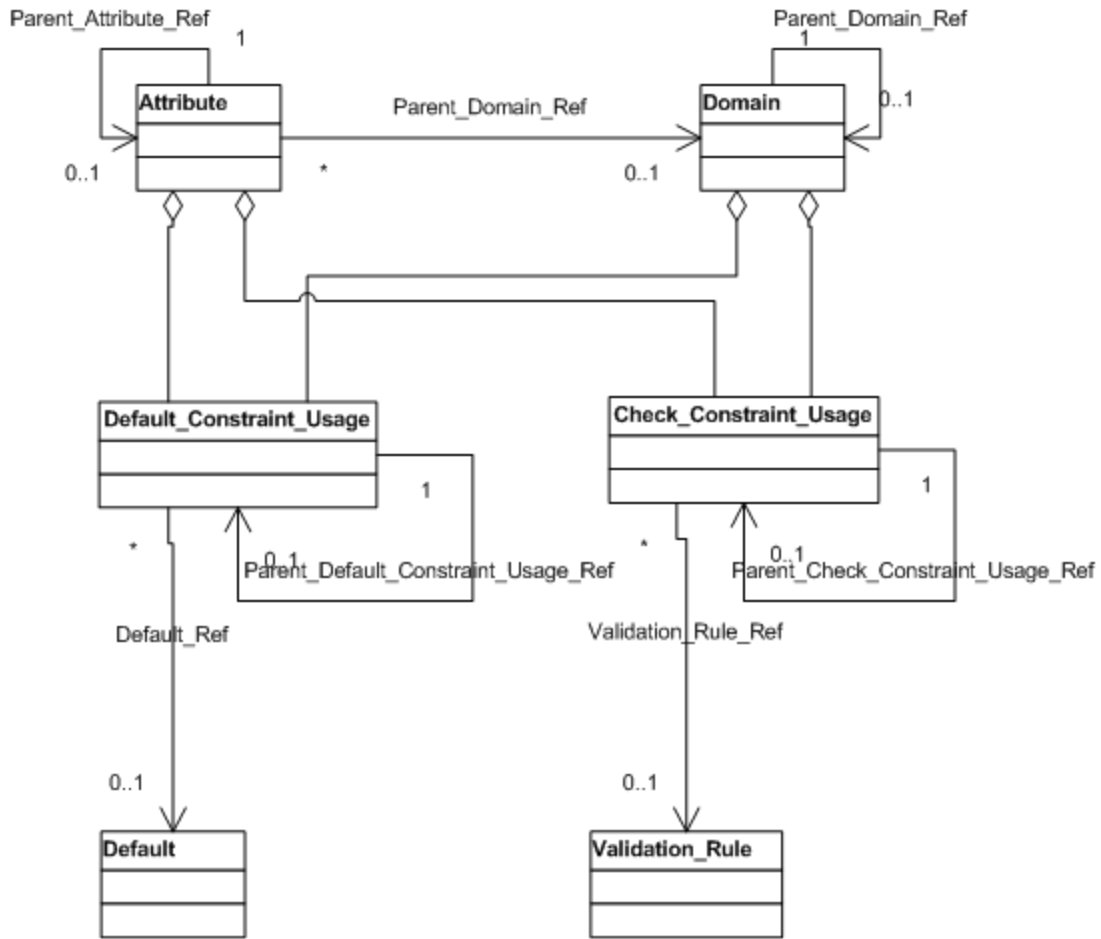 Parent_Attribute_Ref
1
Parent_Domain_Ref
1
Attribute
Parent_Domain_Ref
Domain
0..1
0..1
*
0..1
Default_Constraint_Usage
Check_Constraint_Usage
1
1
*
0..1
Parent_Default_Constraint_Usage_Ref
*
0..1
Parent_Check_Constraint_Usage_Ref
Default_Ref
Validation_Rule_Ref
0..1
0..1
Default
Validation_Rule